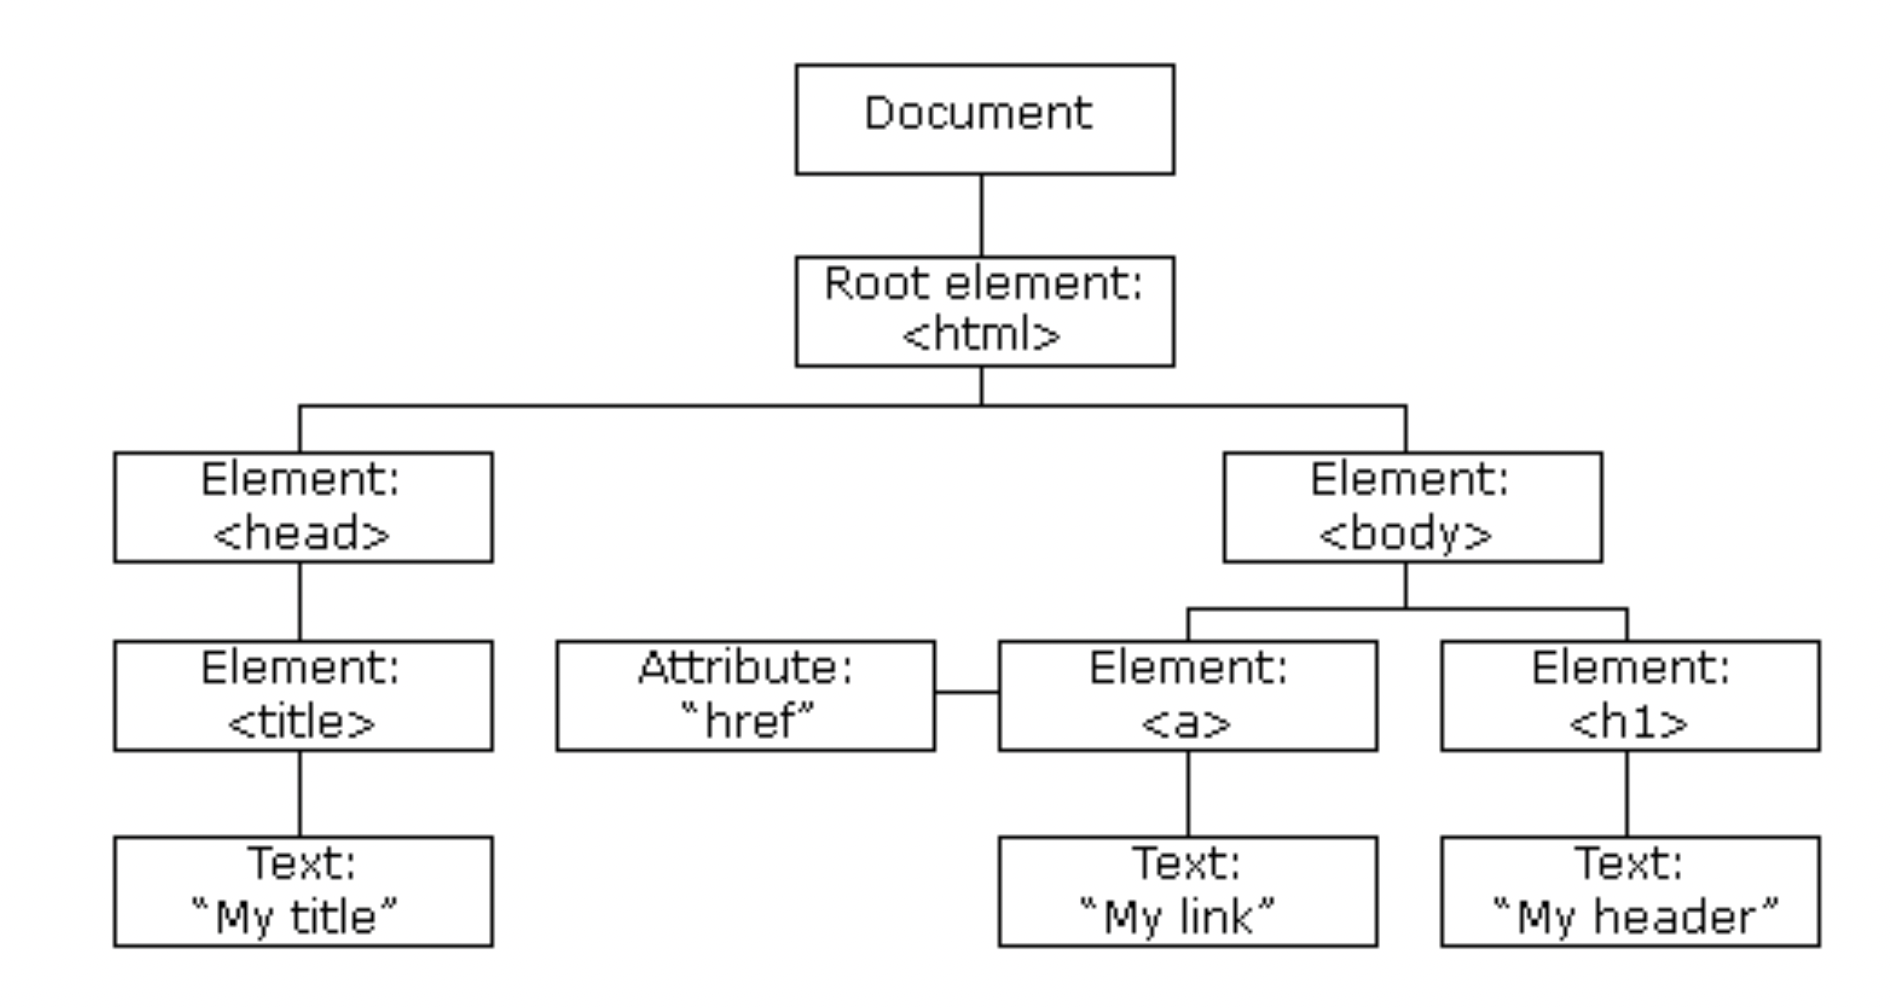 Document
Root element:
<html>
Element:
<head>
Element:
<body>
Element:
<title>
Attribute:
“href”
Element:
<a>
Element:
<h1>
Text:
“My title”
Text:
“My link”
Text:
“My header”